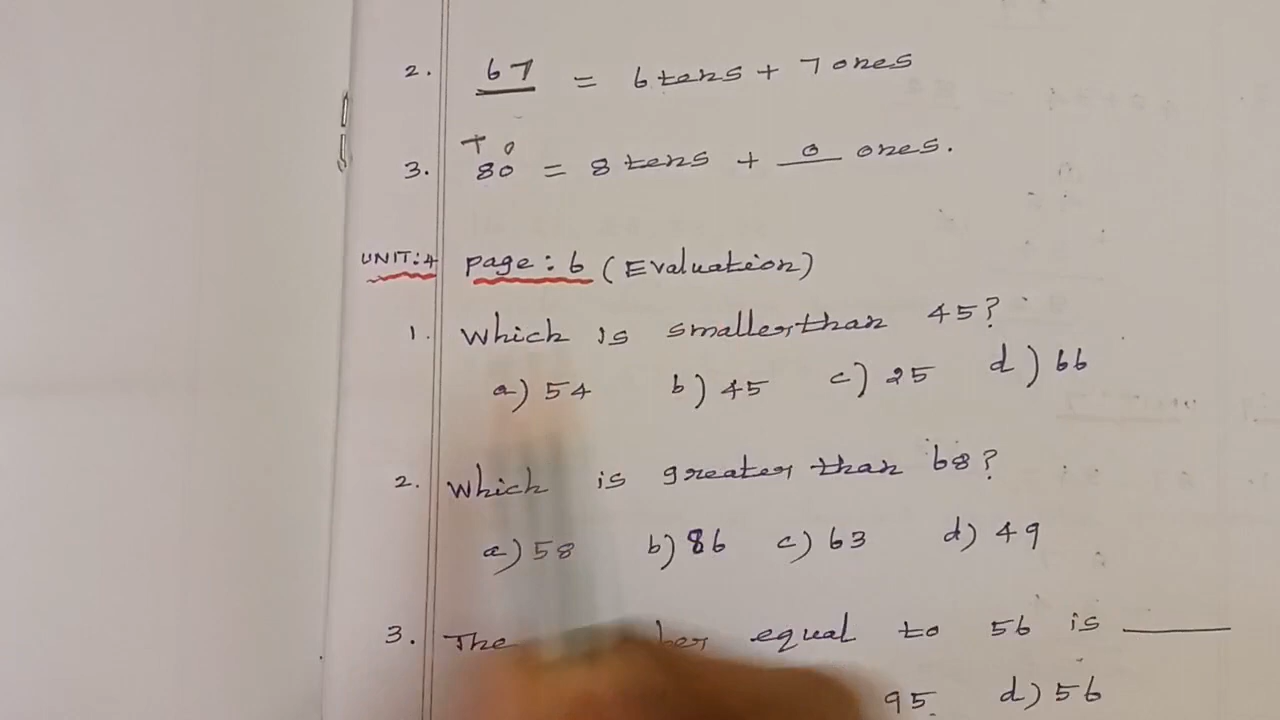 2. 67 = 6 tens + 7 ones
T O
3. 80 = 8 tens + 0 ones.
UNIT:4 page: 6 (Evaluation)
1. Which is smaller than 45?
a) 54 b) 45 c) 25 d) 66
2. Which is greater than 68?
a) 58 b) 86 c) 63 d) 49
3. The equal to 56 is ____
95 d) 56